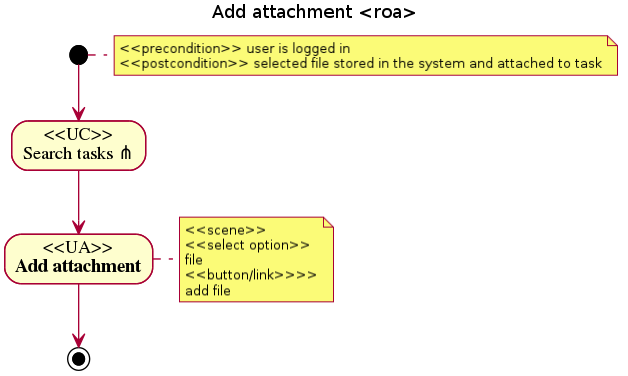 Add attachment <roa>
<<precondition>> user is logged in
<<postcondition>> selected file stored in the system and attached to task
<<UC>>
Search tasks ⋔
<<UA>>
Add attachment
<<scene>>
<<select option>>
file
<<button/link>>>>
add file